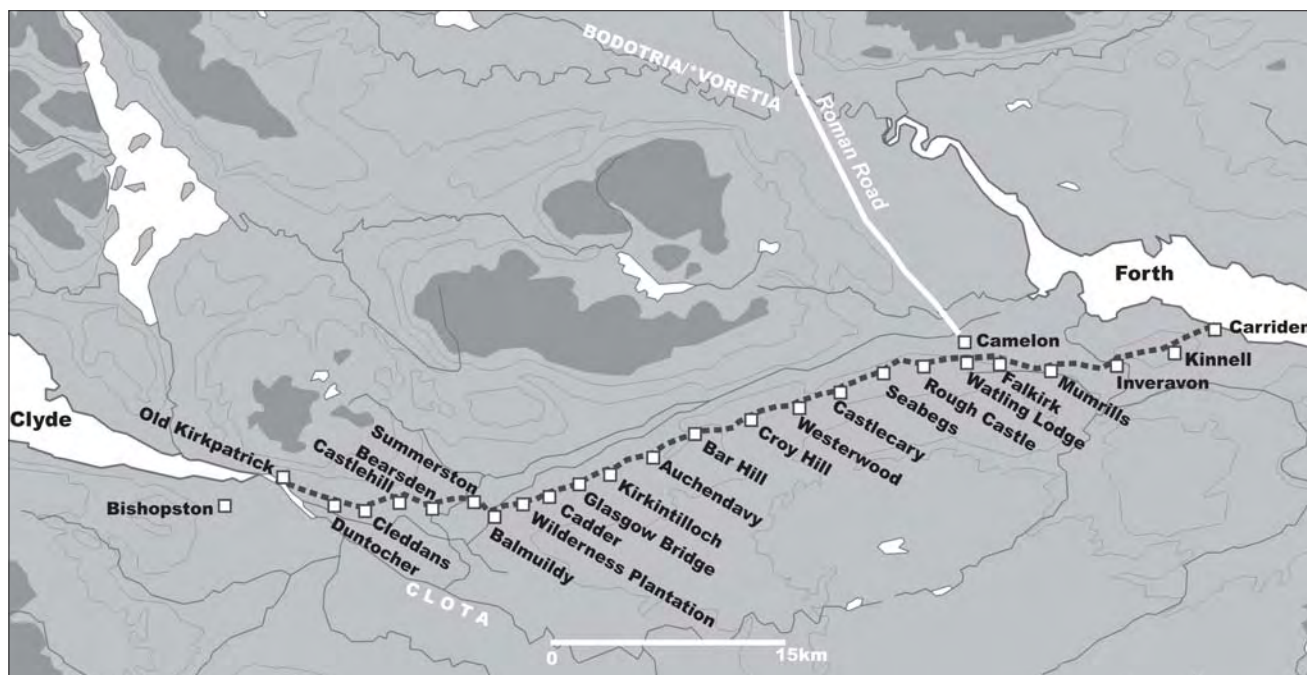 BODOTRIA/*VORETIA
Roman Road
Forth
Camelon
Carriden
Kinnell
Inveravon
Mumrills
Falkirk
Watling Lodge
Rough Castle
Seabegs
Castlecary
Westerwood
Croy Hill
Bar Hill
Auchendavy
Kirkintilloch
Glasgow Bridge
Cadder
Wilderness Plantation
Balmuildy
Summerston
Bearsden
Castlehill
Cleddans
Duntocher
Old Kirkpatrick
Clyde
Bishopston
CLOTA
0
15km